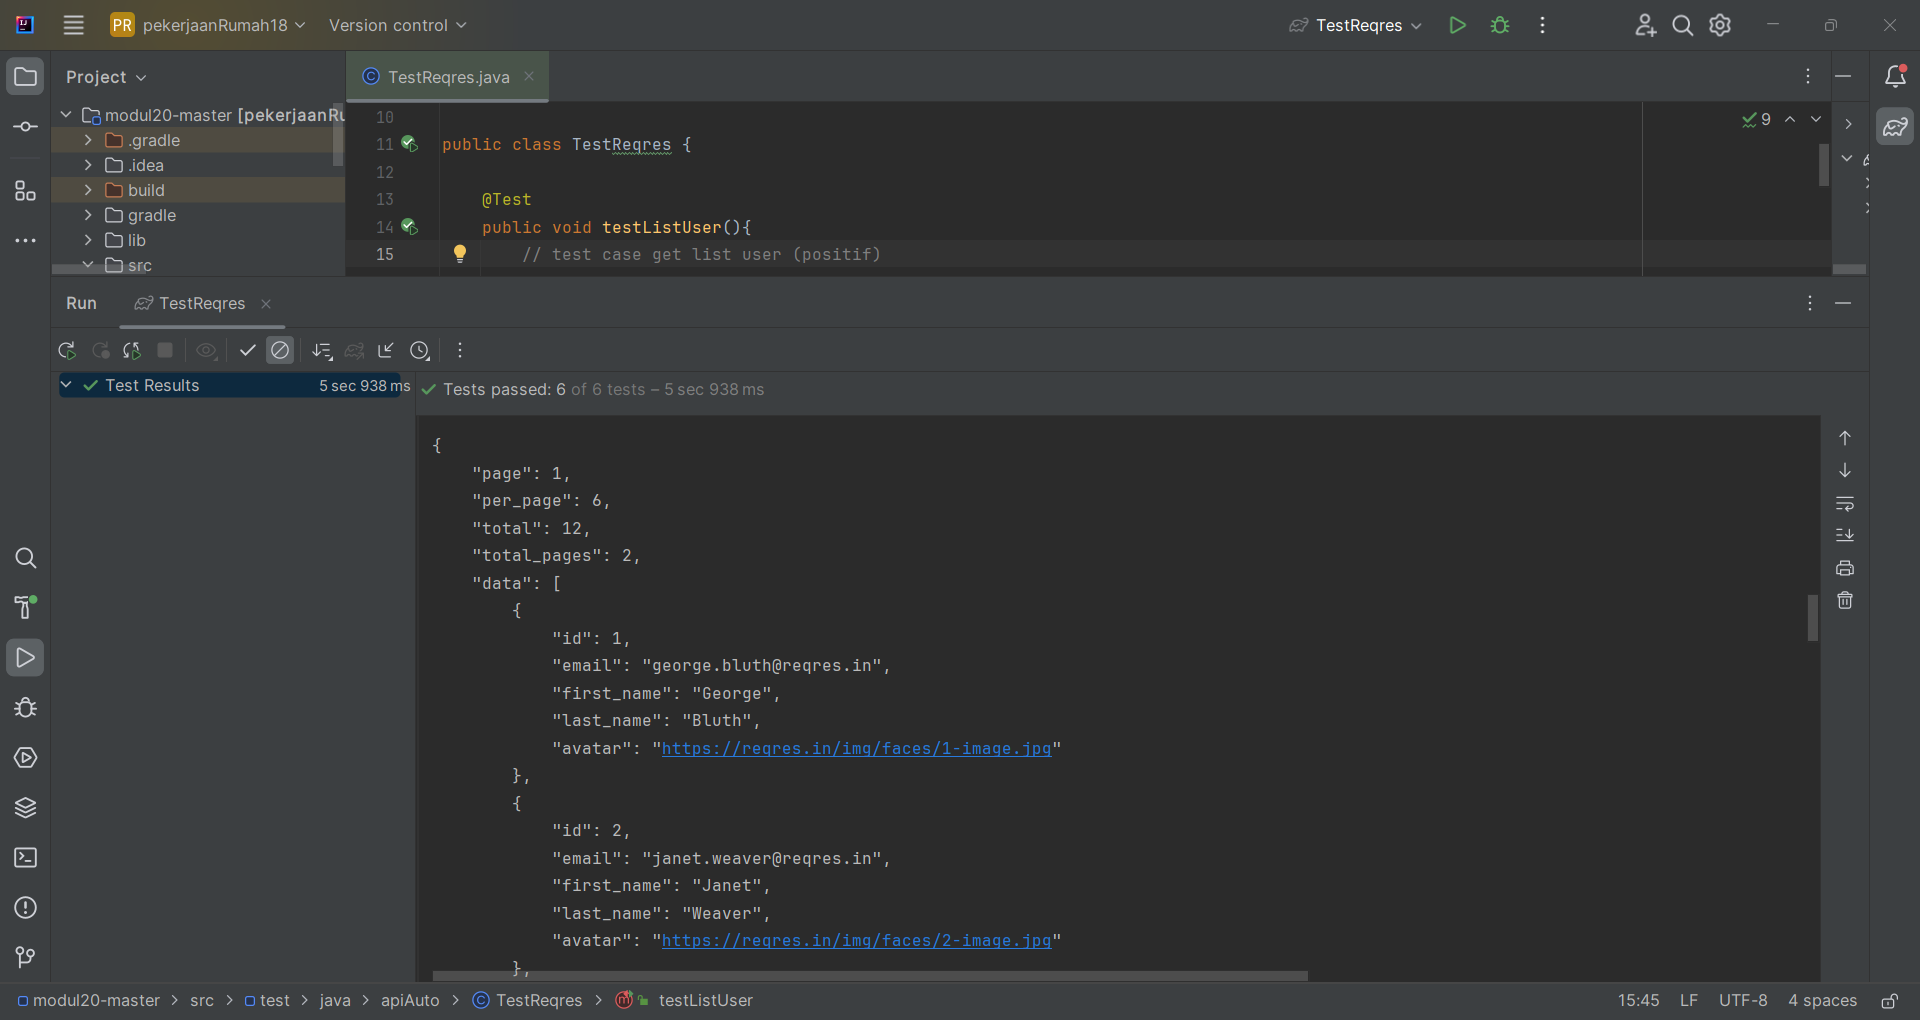 PR pekerjaanRumah18 Version control TestReqres
Project
TestReqres.java
modul20-master [pekerjaanRu
.gradle
.idea
build
gradle
lib
src
10
11 public class TestReqres {
12
13 @Test
14 public void testListUser(){
15 // test case get list user (positif)
9
Run TestReqres
Test Results 5 sec 938 ms
Tests passed: 6 of 6 tests – 5 sec 938 ms
{
"page": 1,
"per_page": 6,
"total": 12,
"total_pages": 2,
"data": [
{
"id": 1,
"email": "george.bluth@reqres.in",
"first_name": "George",
"last_name": "Bluth",
"avatar": "https://reqres.in/img/faces/1-image.jpg"
},
{
"id": 2,
"email": "janet.weaver@reqres.in",
"first_name": "Janet",
"last_name": "Weaver",
"avatar": "https://reqres.in/img/faces/2-image.jpg"
},
modul20-master > src > test > java > apiAuto > TestReqres > testListUser
15:45 LF UTF-8 4 spaces